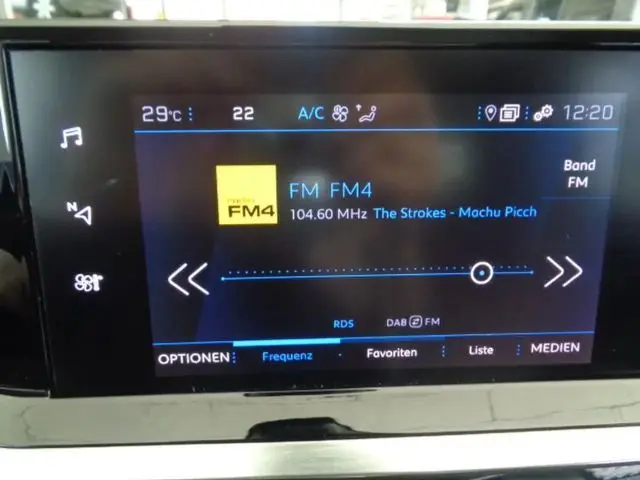 29°C
22
A/C
12:20
N
FM4
FM FM4
104.60 MHz The Strokes - Machu Picch
Band
FM
RDS
DAB FM
OPTIONEN
Frequenz
Favoriten
Liste
MEDIEN